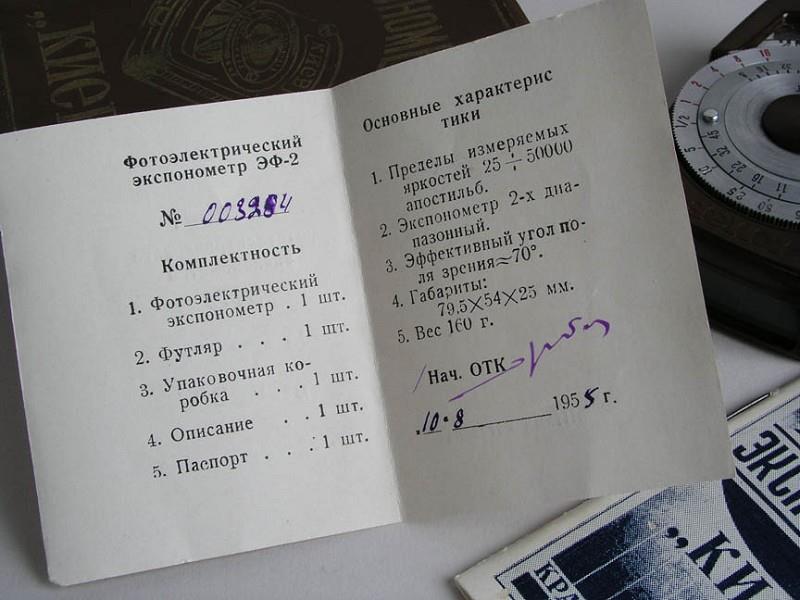 Фотоэлектрический
экспонометр ЭФ-2
№ 003284
Комплектность
1. Фотоэлектрический
экспонометр . 1 шт.
2. Футляр . . . 1 шт.
3. Упаковочная ко-
робка . . . 1 шт.
4. Описание . . 1 шт.
5. Паспорт . . . 1 шт.
Основные характерис
тики
1. Пределы измеряемых
яркостей 25 ÷ 50000
апостильб.
2. Экспонометр 2-х диа-
пазонный.
3. Эффективный угол по-
ля зрения≈70°.
4. Габариты:
79,5×54×25 мм.
5. Вес 160 г.
Нач. ОТК
10·8 1955 г.
„Киев
„КИ